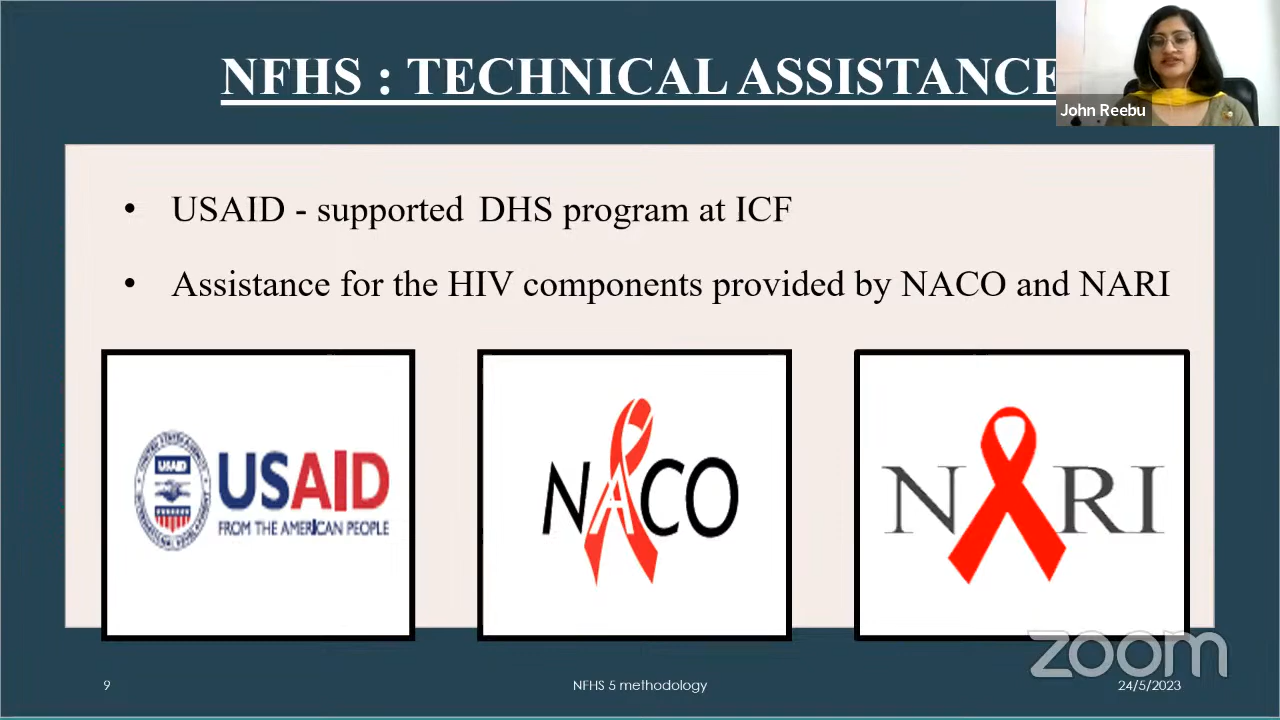 NFHS : TECHNICAL ASSISTANCE
John Reebu
• USAID - supported DHS program at ICF
• Assistance for the HIV components provided by NACO and NARI
USAID
USAID
FROM THE AMERICAN PEOPLE
NACO
NARI
zoom
9
NFHS 5 methodology
24/5/2023